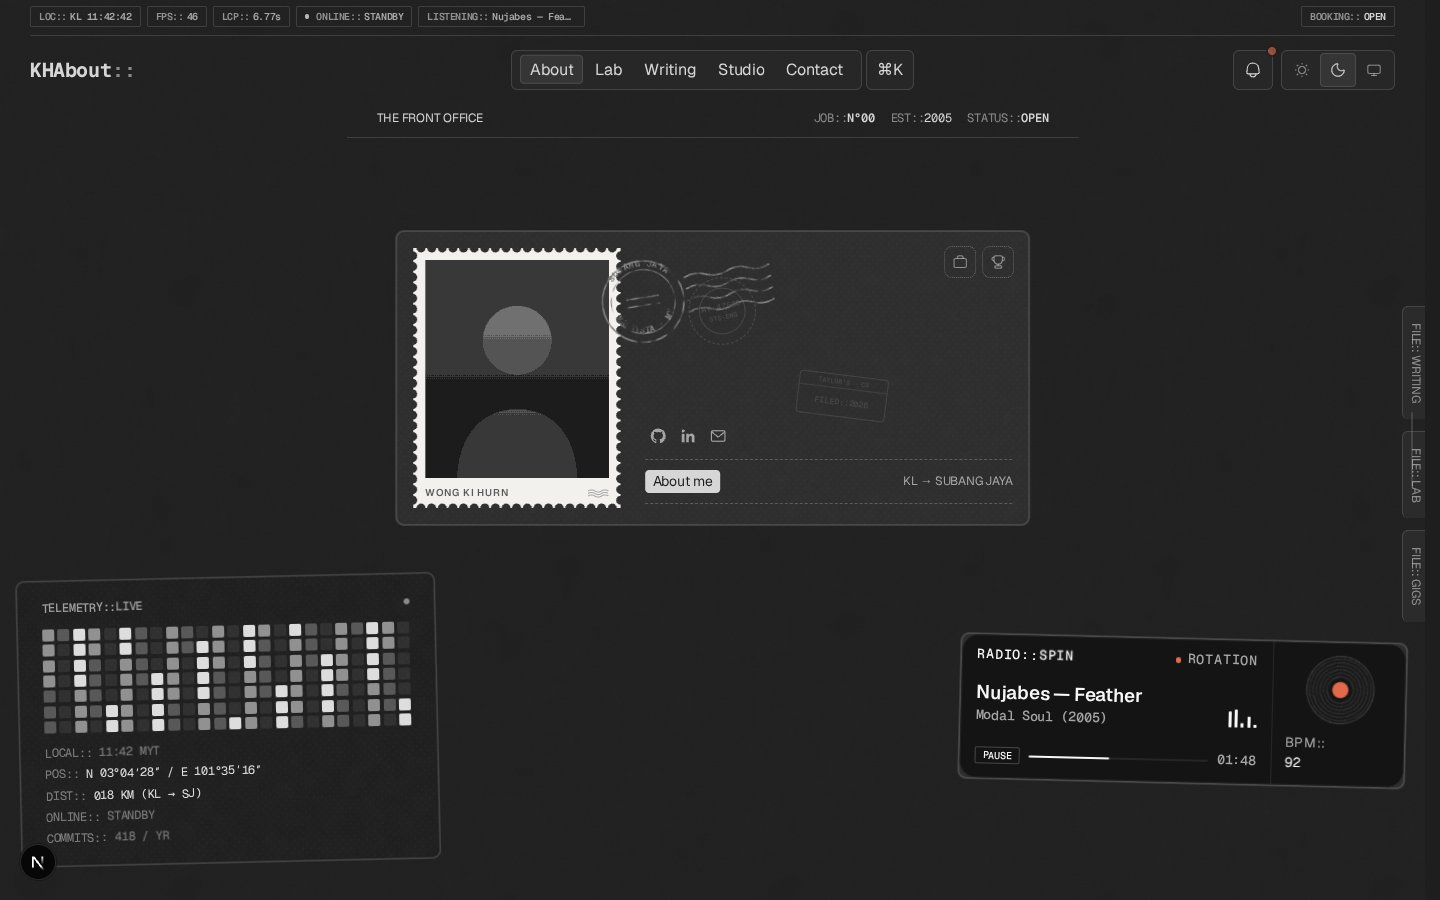 LOC:: KL 11:42:42
FPS:: 46
LCP:: 6.77s
ONLINE:: STANDBY
LISTENING:: Nujabes — Fea…
BOOKING:: OPEN
KHAbout::
About
Lab
Writing
Studio
Contact
⌘K
THE FRONT OFFICE
JOB::N°00
EST::2005
STATUS::OPEN
WONG KI HURN
FILED::2026
About me
KL → SUBANG JAYA
FILE:: WRITING
FILE:: LAB
FILE:: GIGS
TELEMETRY::LIVE
LOCAL:: 11:42 MYT
POS:: N 03°04′28″ / E 101°35′16″
DIST:: 018 KM (KL → SJ)
ONLINE:: STANDBY
COMMITS:: 418 / YR
N
RADIO::SPIN
ROTATION
Nujabes — Feather
Modal Soul (2005)
PAUSE
01:48
BPM::
92